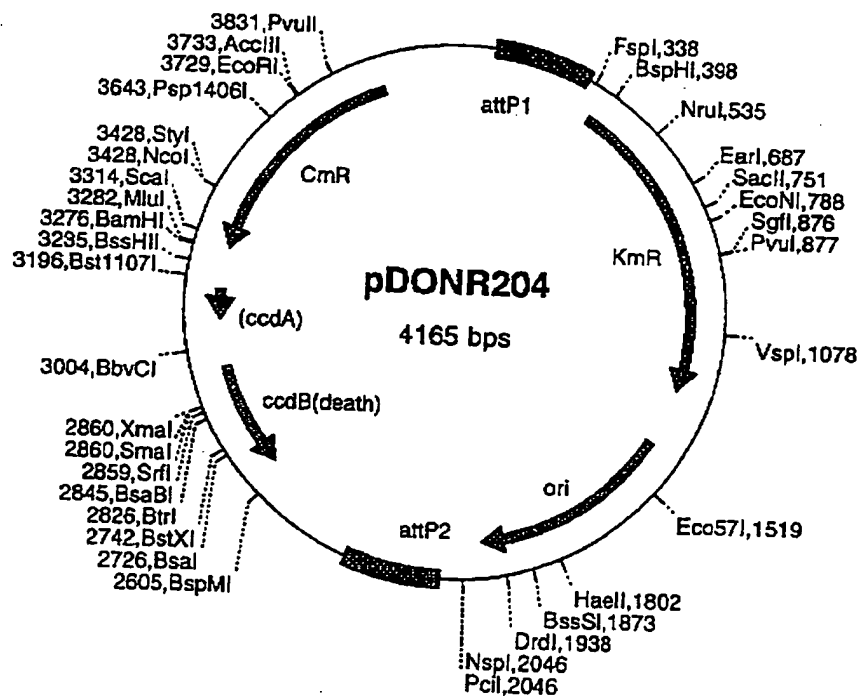 3831,PvuII
3733,AccIII
3729,EcoRI
3643,Psp1406I
3428,StyI
3428,NcoI
3314,ScaI
3282,MluI
3276,BamHI
3295,BssHII
3196,Bst1107I
3004,BbvCI
2860,XmaI
2860,SmaI
2859,SrfI
2845,BsaBI
2826,BtrI
2742,BstXI
2726,BsaI
2605,BspMI
attP1
FspI,338
BspHI,398
NruI,535
EarI,687
SacII,751
EcoNI,788
SgfI,876
PvuI,877
VspI,1078
Eco57I,1519
HaeII,1802
BssSI,1873
DrdI,1938
NspI,2046
PciI,2046
CmR
KmR
pDONR204
4165 bps
(ccdA)
ccdB(death)
ori
attP2